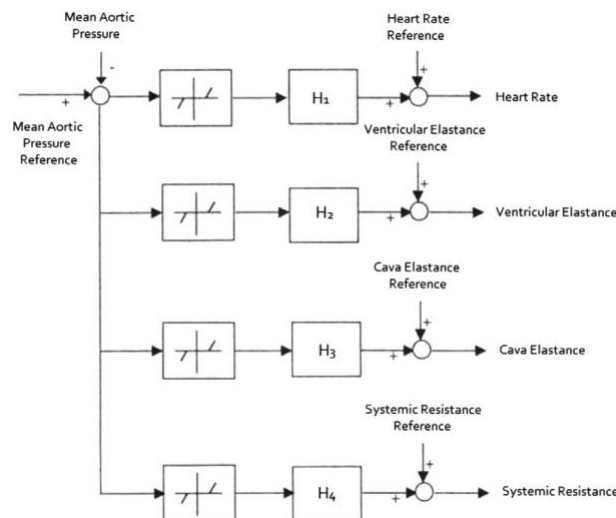 Mean Aortic
Pressure
-
+
Mean Aortic
Pressure
Reference
H1
Heart Rate
Reference
+
+
Heart Rate
H2
Ventricular Elastance
Reference
+
+
Ventricular Elastance
H3
Cava Elastance
Reference
+
+
Cava Elastance
H4
Systemic Resistance
Reference
+
+
Systemic Resistance